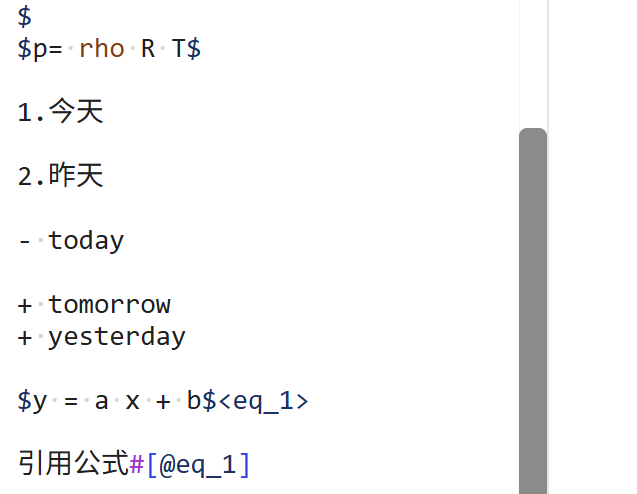 $
$p= rho R T$
1.今天
2.昨天
- today
+ tomorrow
+ yesterday
$y = a x + b$<eq_1>
引用公式#[@eq_1]